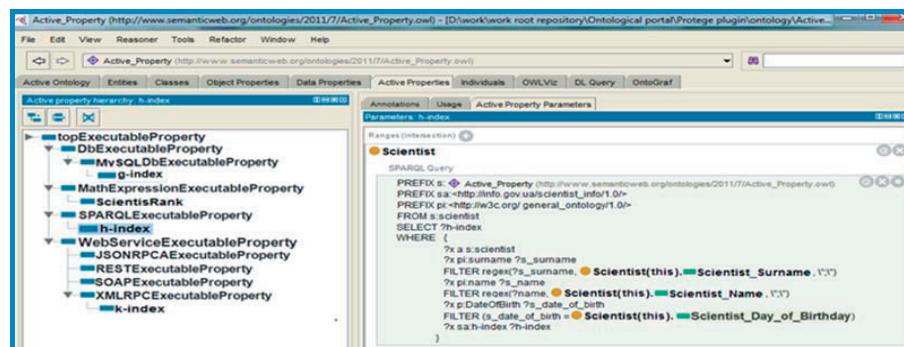 Active_Property (http://www.semanticweb.org/ontologies/2011/7/Active_Property.owl) - [D:\work\work root repository\Ontological portal\Protege plugin\ontology\Active...
File Edit View Reasoner Tools Refactor Window Help
Active_Property (http://www.semanticweb.org/ontologies/2011/7/Active_Property.owl)
Active Ontology Entities Classes Object Properties Data Properties Active Properties Individuals OWLViz DL Query OntoGraf
Active property hierarchy: h-index
topExecutableProperty
DbExecutableProperty
MySQLDbExecutableProperty
g-index
MathExpressionExecutableProperty
ScientisRank
SPARQLExecutableProperty
h-index
WebServiceExecutableProperty
JSONRPCAExecutableProperty
RESTExecutableProperty
SOAPExecutableProperty
XMLRPCExecutableProperty
k-index
Annotations Usage Active Property Parameters
Parameters: h-index
Ranges (intersection)
Scientist
SPARQL Query
PREFIX s: Active_Property (http://www.semanticweb.org/ontologies/2011/7/Active_Property.owl)
PREFIX sa:<http://info.gov.ua/scientist_info/1.0/>
PREFIX pi:<http://w3c.org/ general_ontology/1.0/>
FROM s:scientist
SELECT ?h-index
WHERE {
?x a s:scientist
?x pi:surname ?s_surname
FILTER regex(?s_surname, Scientist(this). Scientist_Surname , \";\")
?x pi:name ?s_name
FILTER regex(?name, Scientist(this). Scientist_Name , \";\")
?x p:DateOfBirth ?s_date_of_birth
FILTER (s_date_of_birth = Scientist(this). Scientist_Day_of_Birthday)
?x sa:h-index ?h-index
}